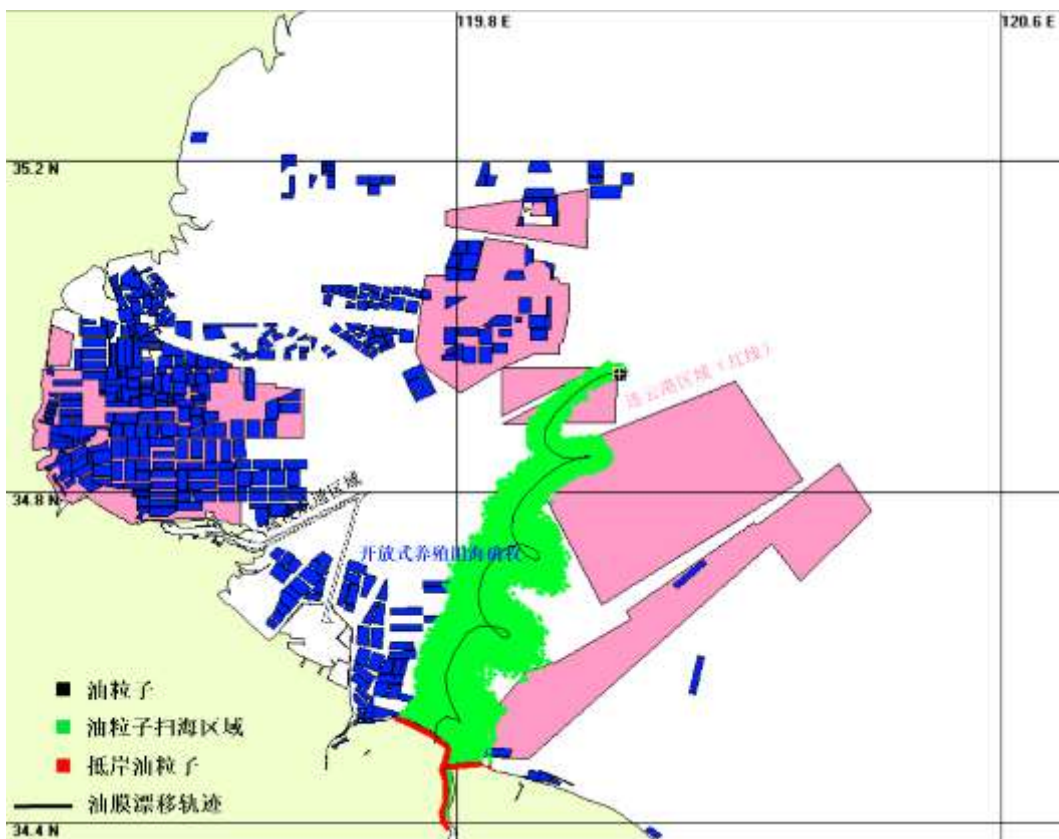 119.8 E
120.6 E
35.2 N
连云港区域（红线）
34.8 N
开放式养殖用海确权
油粒子
油粒子扫海区域
抵岸油粒子
油膜漂移轨迹
34.4 N